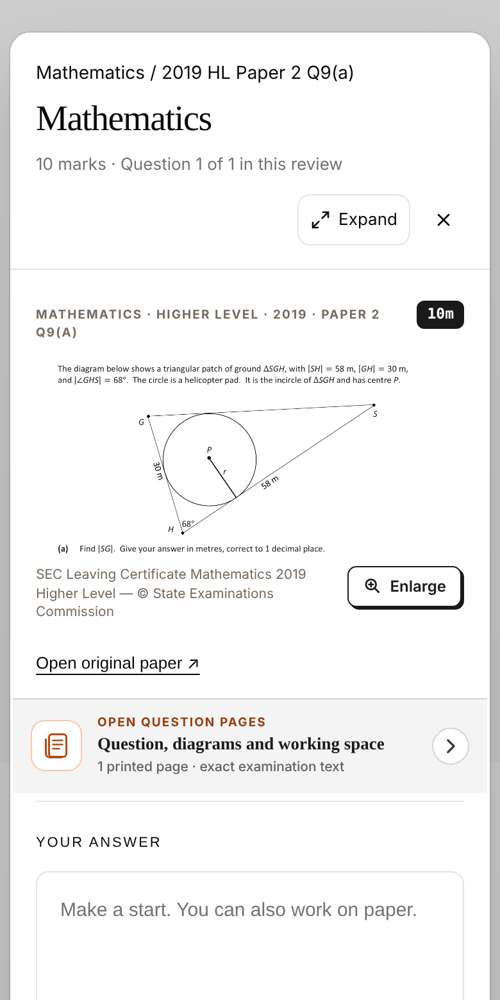 Mathematics / 2019 HL Paper 2 Q9(a)
Mathematics
10 marks · Question 1 of 1 in this review
Expand
MATHEMATICS · HIGHER LEVEL · 2019 · PAPER 2
Q9(A)
10m
The diagram below shows a triangular patch of ground ΔSGH, with |SH| = 58 m, |GH| = 30 m,
and |∠GHS| = 68°. The circle is a helicopter pad. It is the incircle of ΔSGH and has centre P.
G
S
P
r
30 m
58 m
H
68°
(a) Find |SG|. Give your answer in metres, correct to 1 decimal place.
SEC Leaving Certificate Mathematics 2019
Higher Level — © State Examinations
Commission
Enlarge
Open original paper ↗
OPEN QUESTION PAGES
Question, diagrams and working space
1 printed page · exact examination text
YOUR ANSWER
Make a start. You can also work on paper.